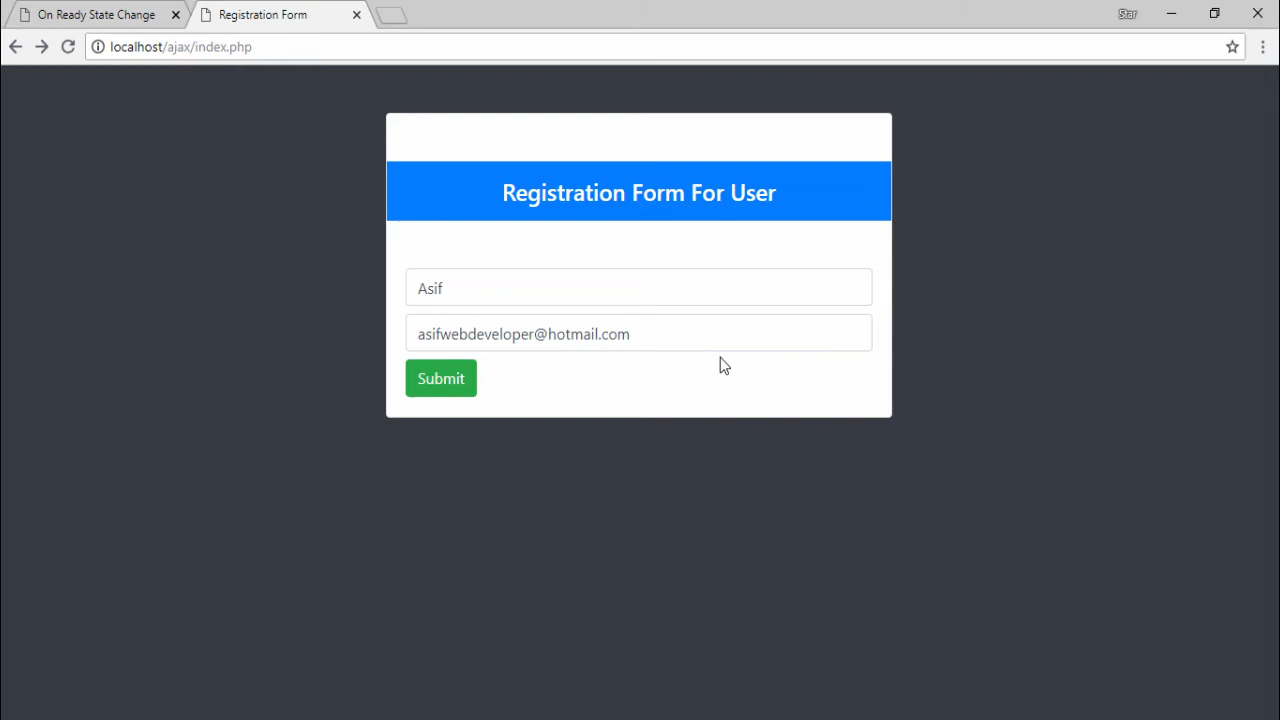 On Ready State Change
Registration Form
Star
localhost/ajax/index.php
Registration Form For User
Asif
asifwebdeveloper@hotmail.com
Submit